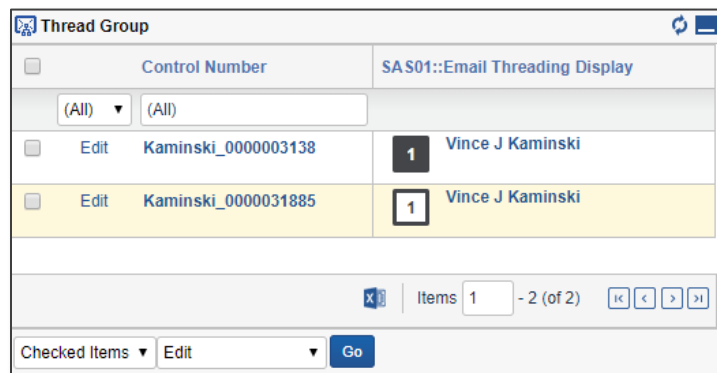 Thread Group
Control Number SAS01::Email Threading Display
(All) (All)
Edit Kaminski_0000003138 1 Vince J Kaminski
Edit Kaminski_0000031885 1 Vince J Kaminski
Items 1 - 2 (of 2)
Checked Items Edit Go